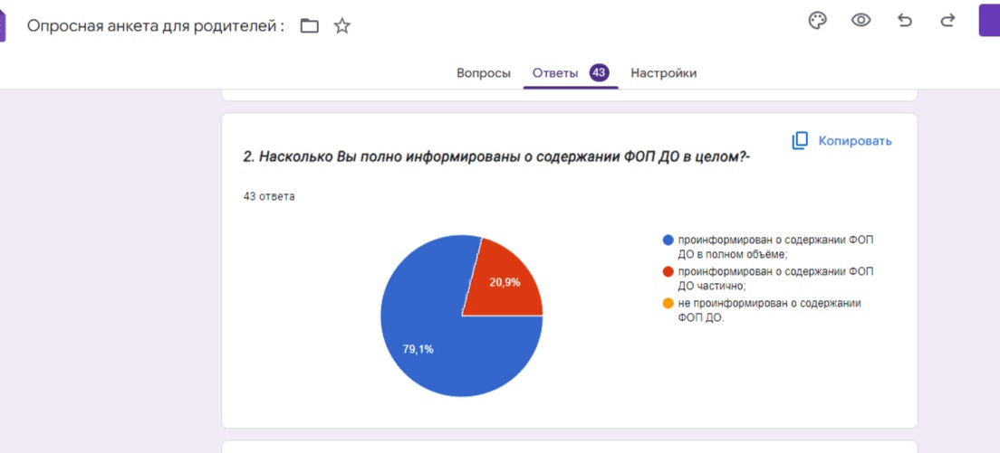 Опросная анкета для родителей :
Вопросы Ответы 43 Настройки
Копировать
2. Насколько Вы полно информированы о содержании ФОП ДО в целом?-
43 ответа
20,9%
79,1%
проинформирован о содержании ФОП
ДО в полном объёме;
проинформирован о содержании ФОП
ДО частично;
не проинформирован о содержании
ФОП ДО.